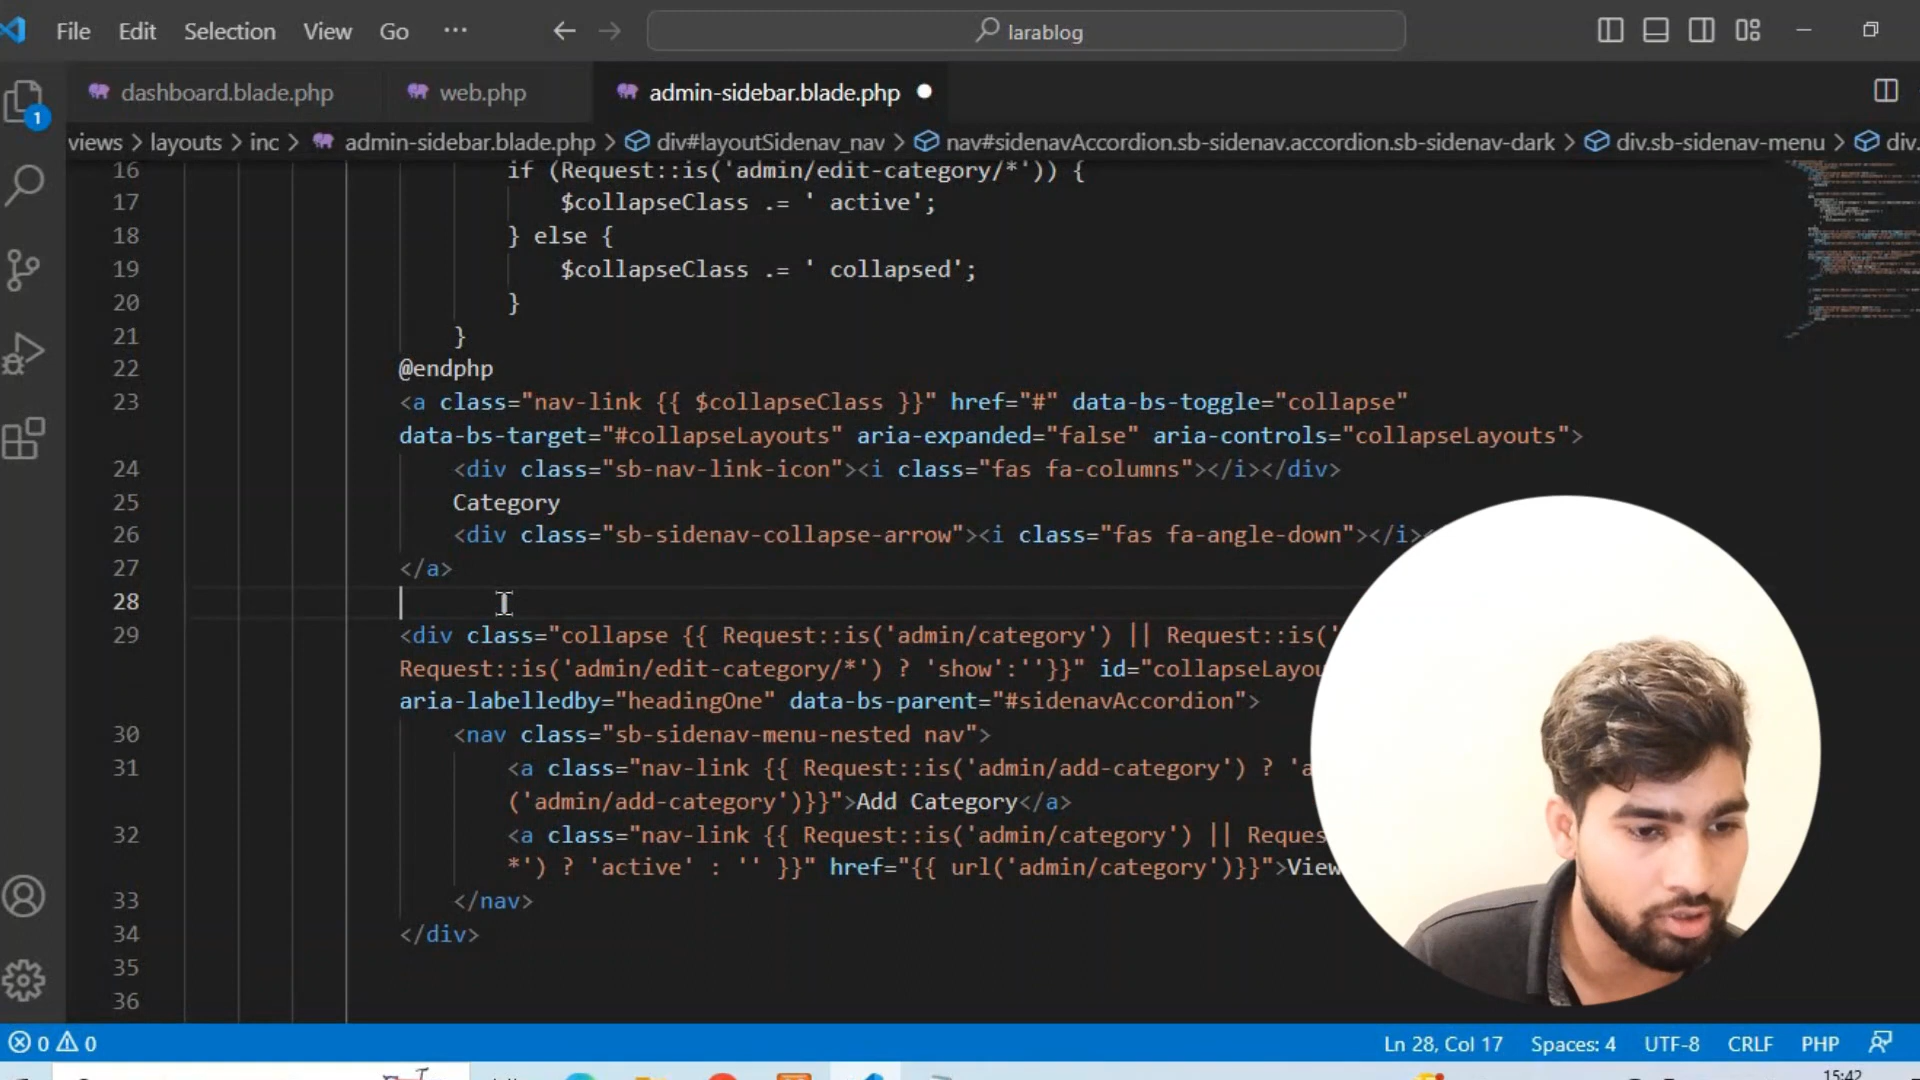 File Edit Selection View Go ··· larablog
dashboard.blade.php web.php admin-sidebar.blade.php
views > layouts > inc > admin-sidebar.blade.php > div#layoutSidenav_nav > nav#sidenavAccordion.sb-sidenav.accordion.sb-sidenav-dark > div.sb-sidenav-menu > div.
1
16 if (Request::is('admin/edit-category/*')) {
17 $collapseClass .= ' active';
18 } else {
19 $collapseClass .= ' collapsed';
20 }
21 }
22 @endphp
23 <a class="nav-link {{ $collapseClass }}" href="#" data-bs-toggle="collapse"
data-bs-target="#collapseLayouts" aria-expanded="false" aria-controls="collapseLayouts">
24 <div class="sb-nav-link-icon"><i class="fas fa-columns"></i></div>
25 Category
26 <div class="sb-sidenav-collapse-arrow"><i class="fas fa-angle-down"></i>
27 </a>
28
29 <div class="collapse {{ Request::is('admin/category') || Request::is('
Request::is('admin/edit-category/*') ? 'show':''}}" id="collapseLayou
aria-labelledby="headingOne" data-bs-parent="#sidenavAccordion">
30 <nav class="sb-sidenav-menu-nested nav">
31 <a class="nav-link {{ Request::is('admin/add-category') ? 'a
('admin/add-category')}}">Add Category</a>
32 <a class="nav-link {{ Request::is('admin/category') || Reques
*') ? 'active' : '' }}" href="{{ url('admin/category')}}">View
33 </nav>
34 </div>
35
36
0 0 Ln 28, Col 17 Spaces: 4 UTF-8 CRLF PHP
15:42